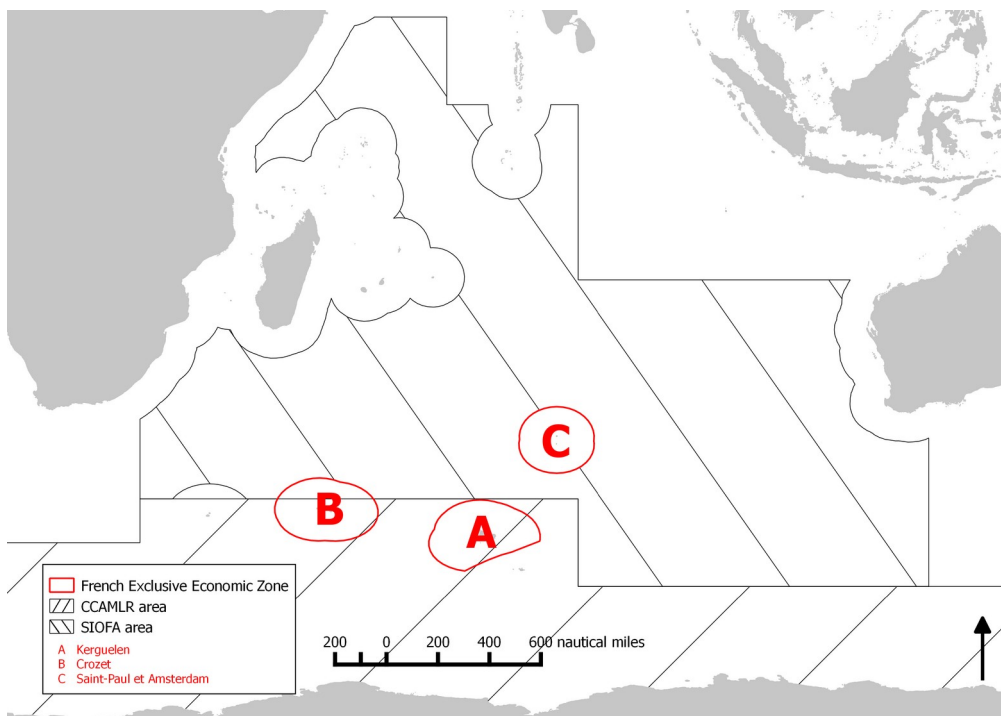 C
B
A
French Exclusive Economic Zone
CCAMLR area
SIOFA area
A Kerguelen
B Crozet
C Saint-Paul et Amsterdam
200 0 200 400 600 nautical miles